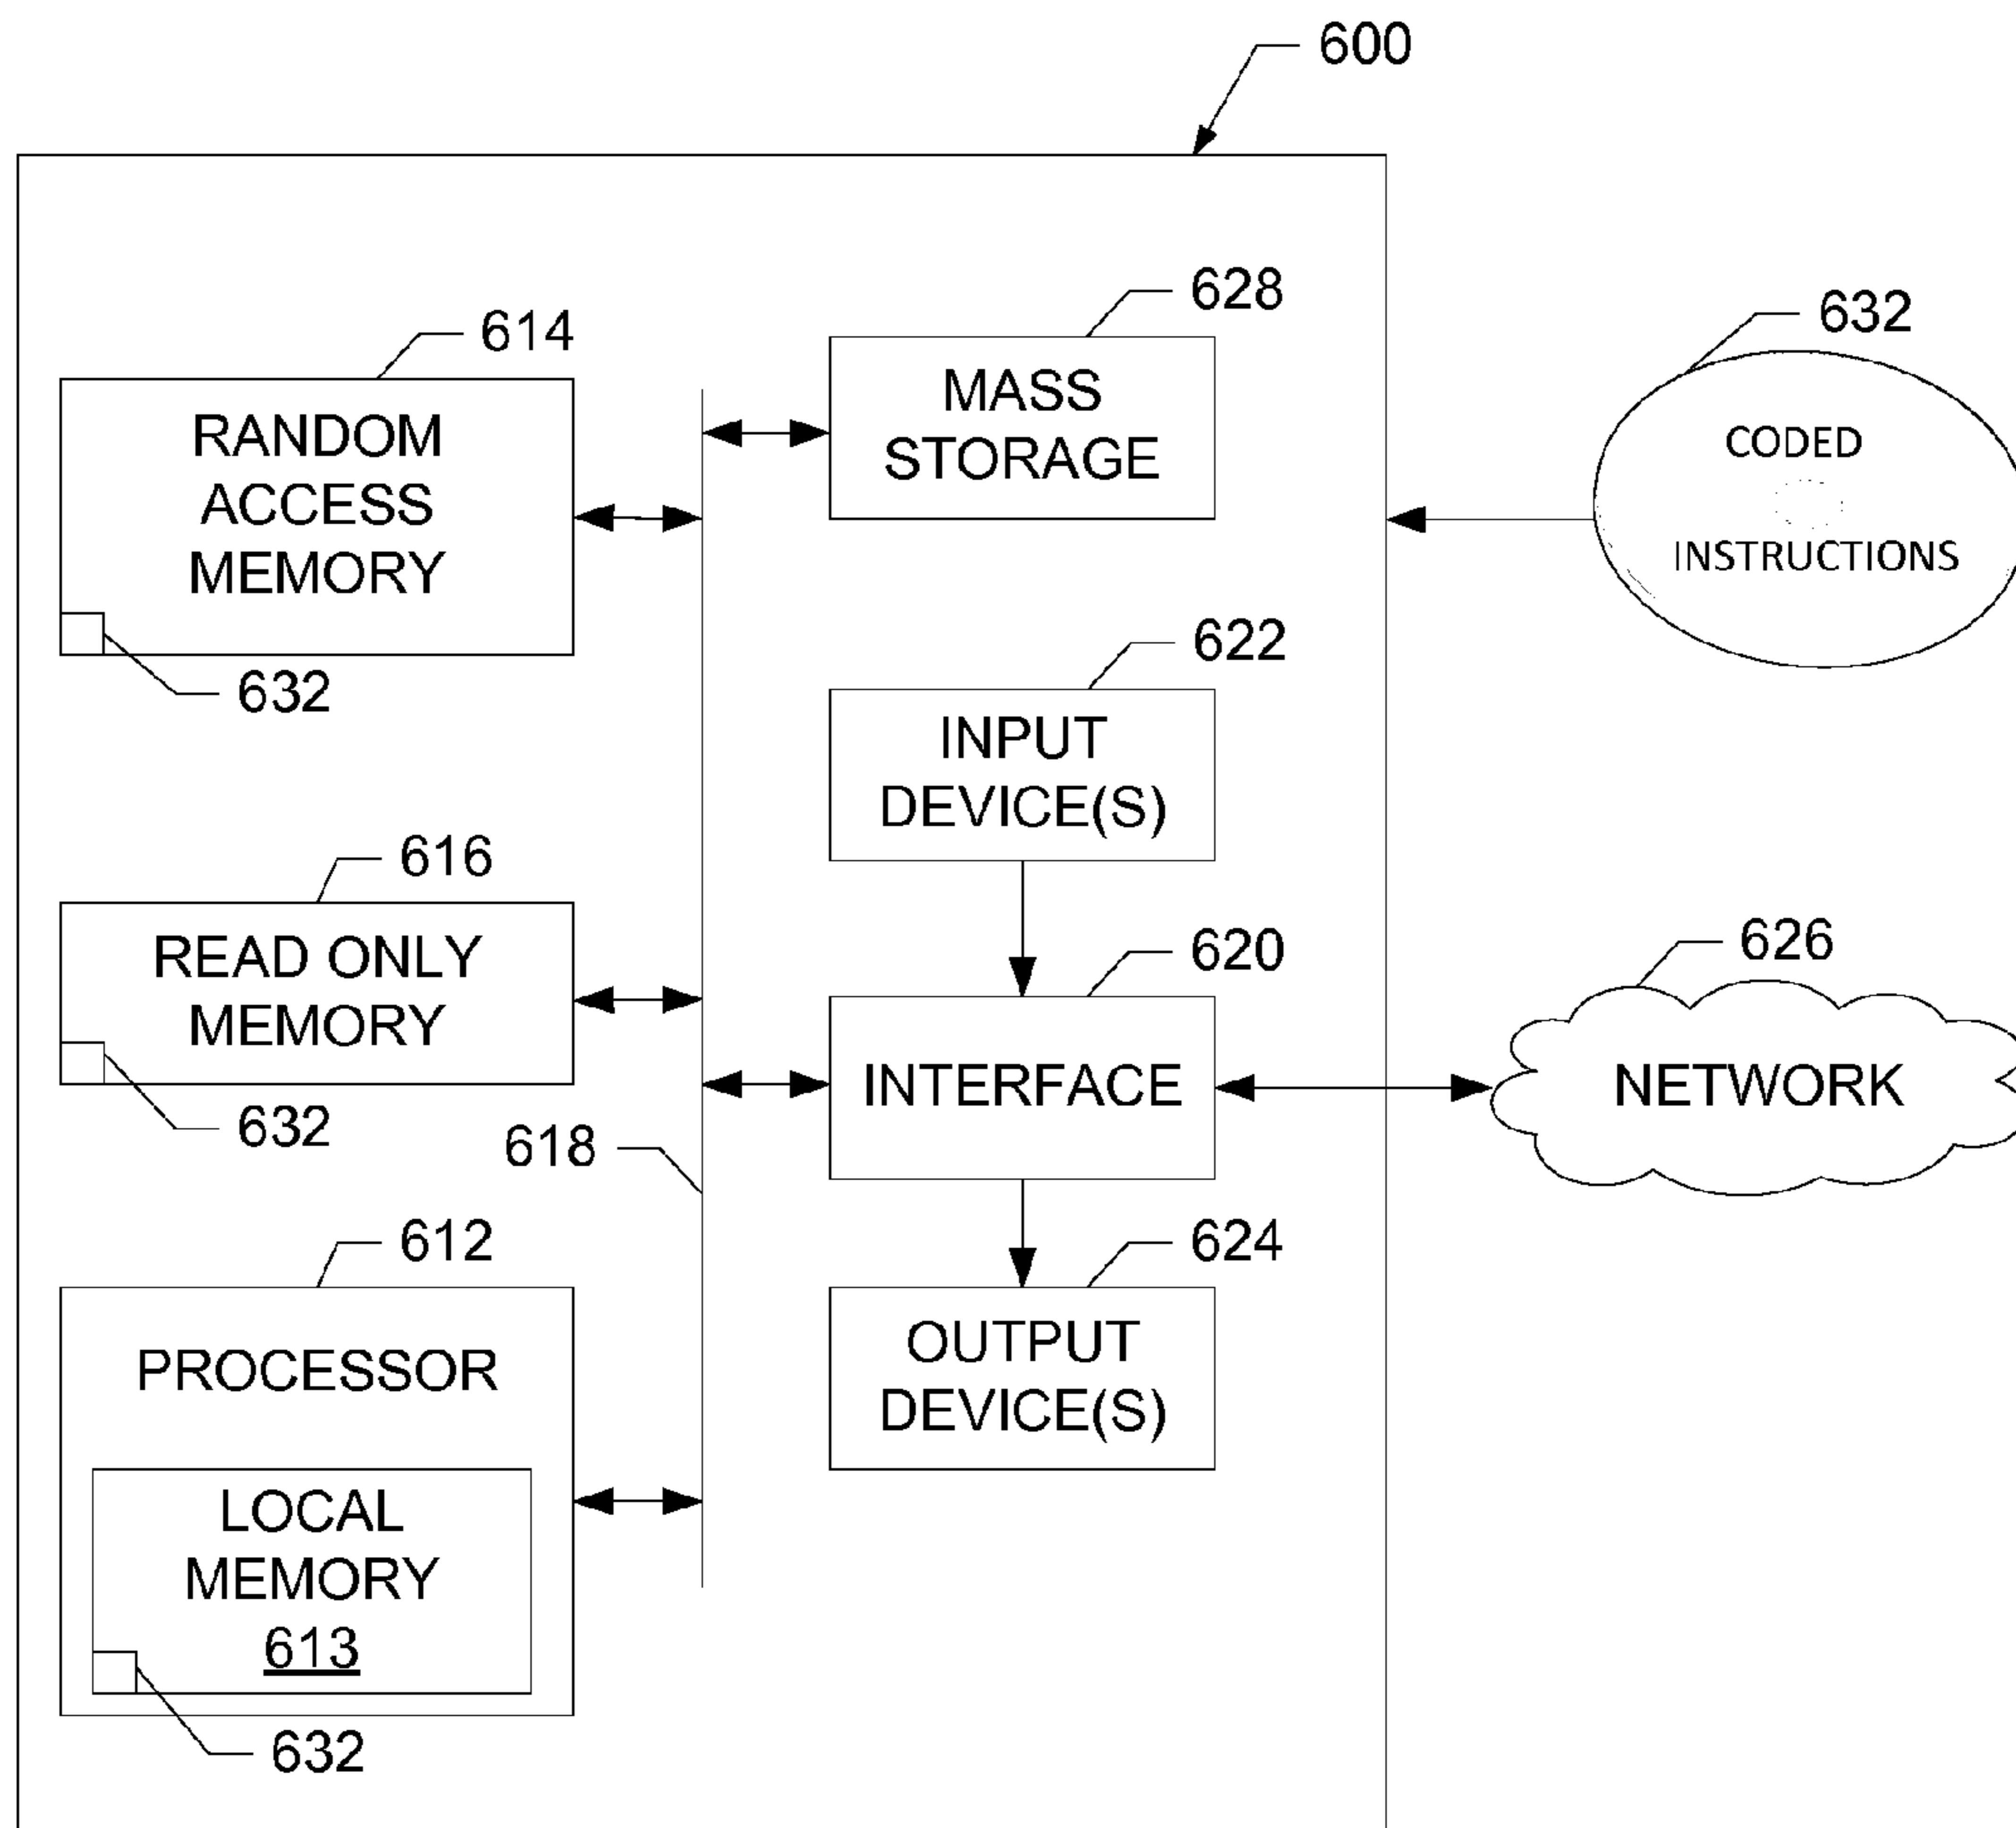 600
628
614
632
MASS
STORAGE
RANDOM
ACCESS
MEMORY
CODED
INSTRUCTIONS
632
622
INPUT
DEVICE(S)
616
READ ONLY
MEMORY
620
626
INTERFACE
NETWORK
632
618
612
624
PROCESSOR
OUTPUT
DEVICE(S)
LOCAL
MEMORY
613
632